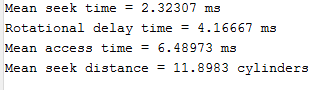 Mean seek time = 2.32307 ms
Rotational delay time = 4.16667 ms
Mean access time = 6.48973 ms
Mean seek distance = 11.8983 cylinders